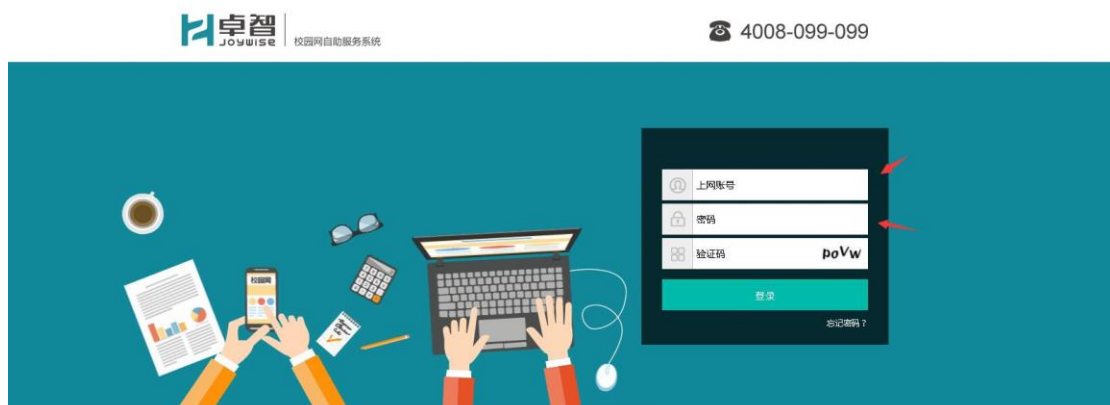 卓智
Joywise
校园网自助服务系统
4008-099-099
上网账号
密码
验证码
poVw
登录
忘记密码？
校园网